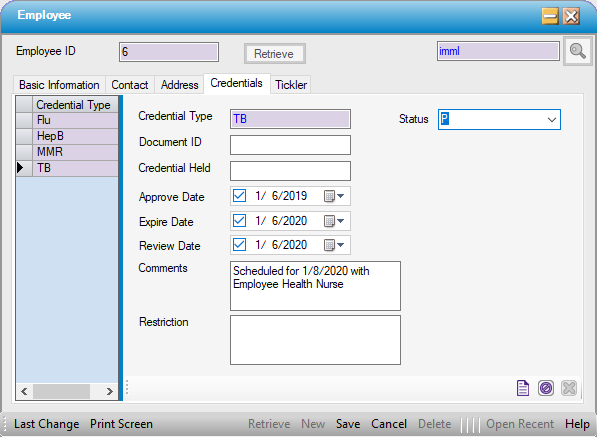 Employee
Employee ID 6 Retrieve imml
Basic Information Contact Address Credentials Tickler
Credential Type
Flu
HepB
MMR
TB
Credential Type TB Status P
Document ID
Credential Held
Approve Date 1/ 6/2019
Expire Date 1/ 6/2020
Review Date 1/ 6/2020
Comments Scheduled for 1/8/2020 with
Employee Health Nurse
Restriction
Last Change Print Screen Retrieve New Save Cancel Delete Open Recent Help